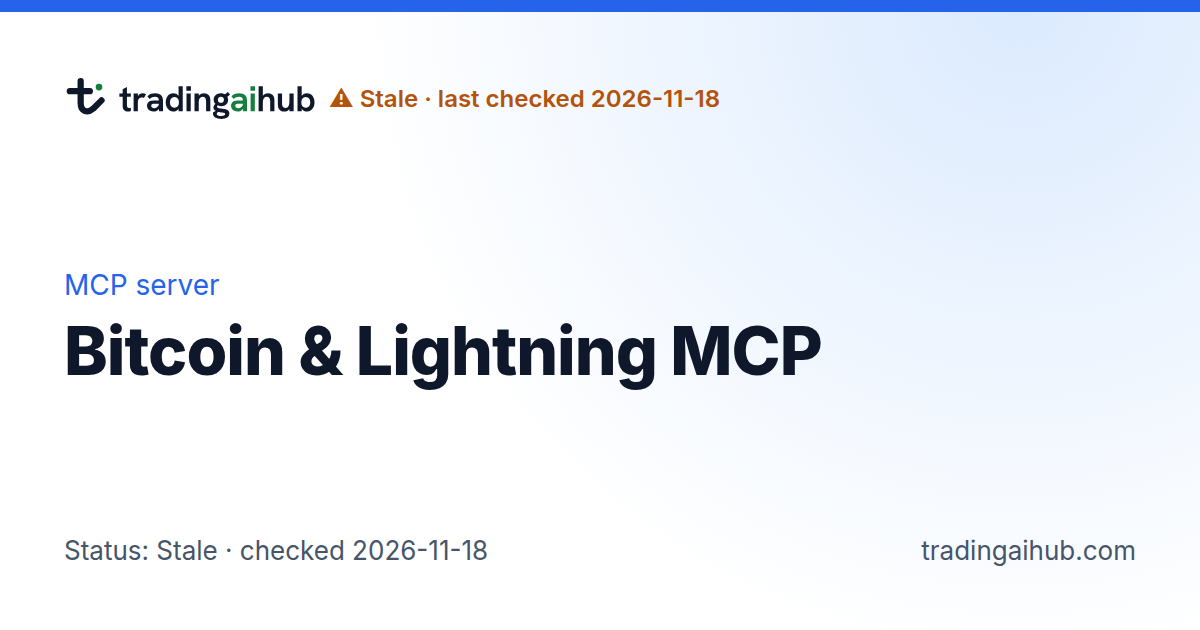 tradingaihub ⚠ Stale · last checked 2026-11-18
MCP server
Bitcoin & Lightning MCP
Status: Stale · checked 2026-11-18
tradingaihub.com